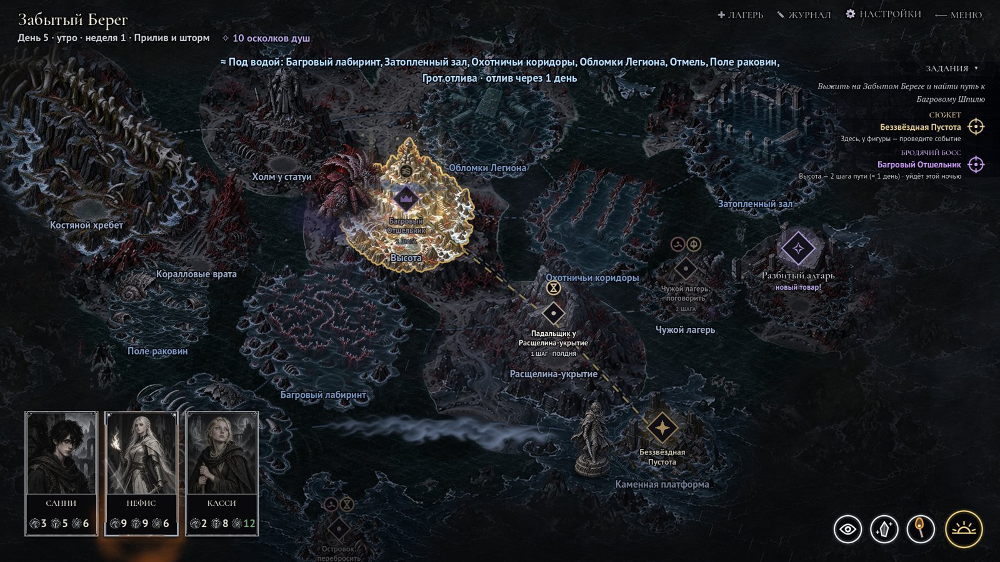 Забытый Берег
День 5 · утро · неделя 1 · Прилив и шторм
10 осколков душ
ЛАГЕРЬ
ЖУРНАЛ
НАСТРОЙКИ
МЕНЮ
≈ Под водой: Багровый лабиринт, Затопленный зал, Охотничьи коридоры, Обломки Легиона, Отмель, Поле раковин,
Грот отлива · отлив через 1 день
ЗАДАНИЯ
Выжить на Забытом Береге и найти путь к
Багровому Шпилю
СЮЖЕТ
Беззвёздная Пустота
Здесь, у фигуры — проведите событие
БРОДЯЧИЙ БОСС
Багровый Отшельник
Высота — 2 шага пути (≈ 1 день) · уйдёт этой ночью
Обломки Легиона
Холм у статуи
Затопленный зал
Костяной хребет
Багровый
Отшельник
2 ШАГА
Высота
Коралловые врата
Охотничьи коридоры
Разбитый алтарь
новый товар!
Чужой лагерь:
поговорить
2 ШАГА
Чужой лагерь
Падальщик у
Расщелина-укрытие
1 ШАГ · ПОЛДНЯ
Расщелина-укрытие
Поле раковин
Багровый лабиринт
Беззвёздная
Пустота
Каменная платформа
САННИ
3 5 6
НЕФИС
9 9 6
КАССИ
2 8 12
Островок:
перебросить